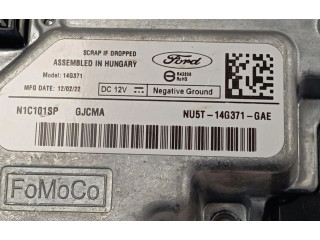 SCRAP IF DROPPED
ASSEMBLED IN HUNGARY
Model: 14G371
MFG DATE: 12/02/22
DC 12V
Negative Ground
Ford
RoHS
N1C101SP GJCMA NU5T-14G371-GAE
FoMoCo